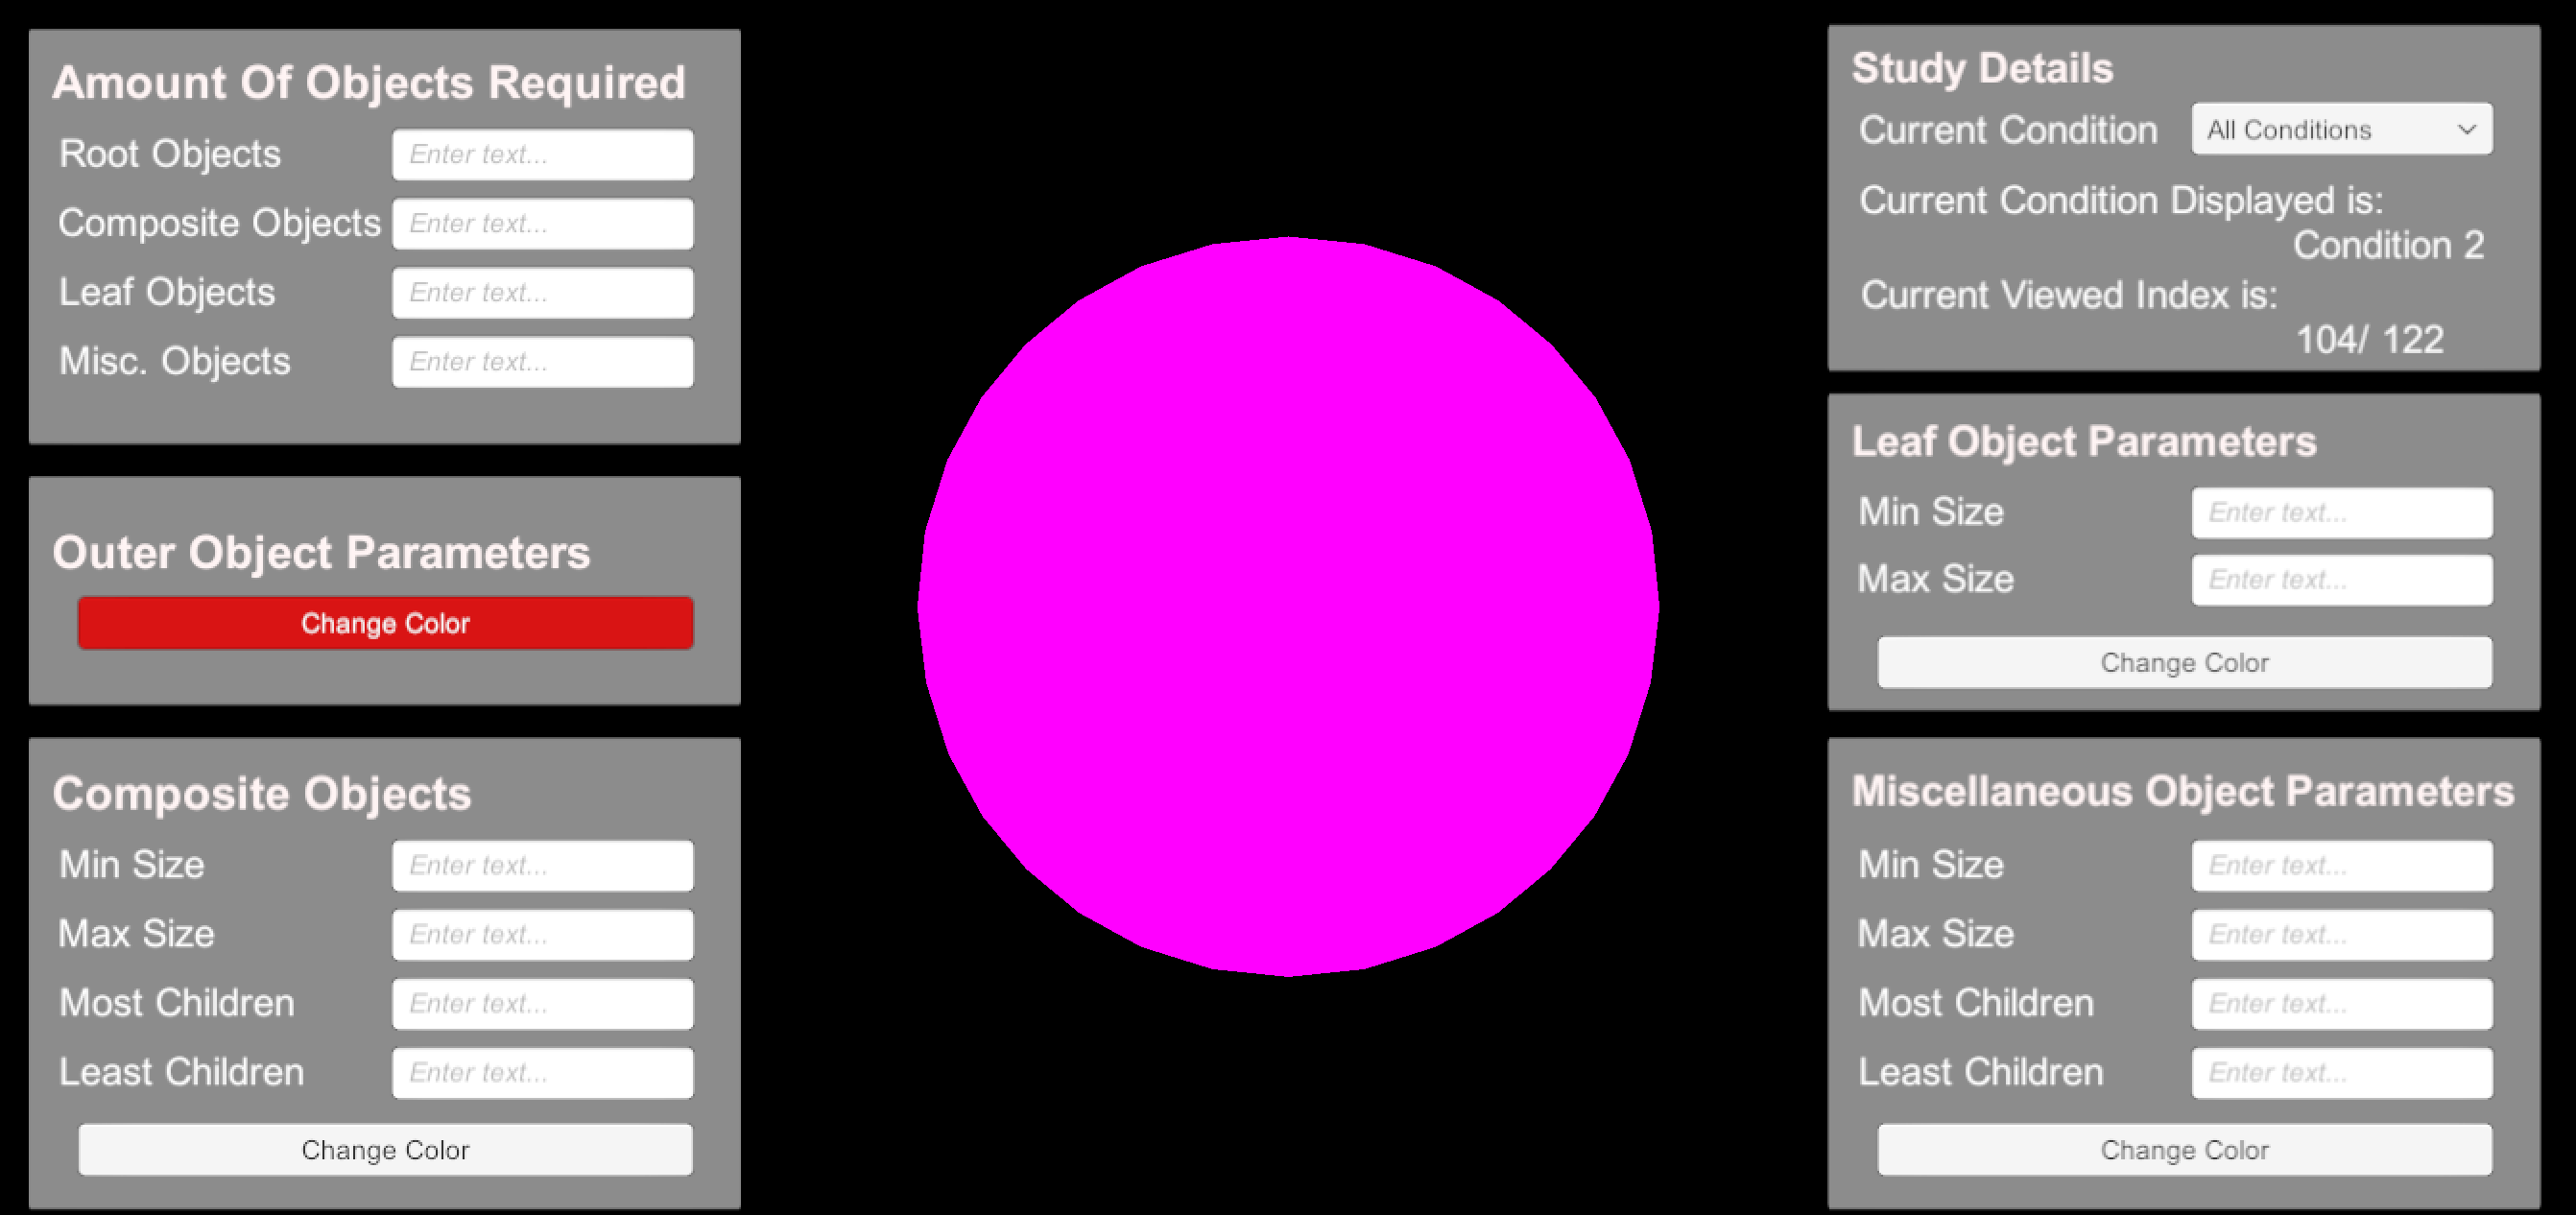 Amount Of Objects Required
Root Objects Enter text...
Composite Objects Enter text...
Leaf Objects Enter text...
Misc. Objects Enter text...
Outer Object Parameters
Change Color
Composite Objects
Min Size Enter text...
Max Size Enter text...
Most Children Enter text...
Least Children Enter text...
Change Color
Study Details
Current Condition All Conditions
Current Condition Displayed is:
Condition 2
Current Viewed Index is:
104/ 122
Leaf Object Parameters
Min Size Enter text...
Max Size Enter text...
Change Color
Miscellaneous Object Parameters
Min Size Enter text...
Max Size Enter text...
Most Children Enter text...
Least Children Enter text...
Change Color